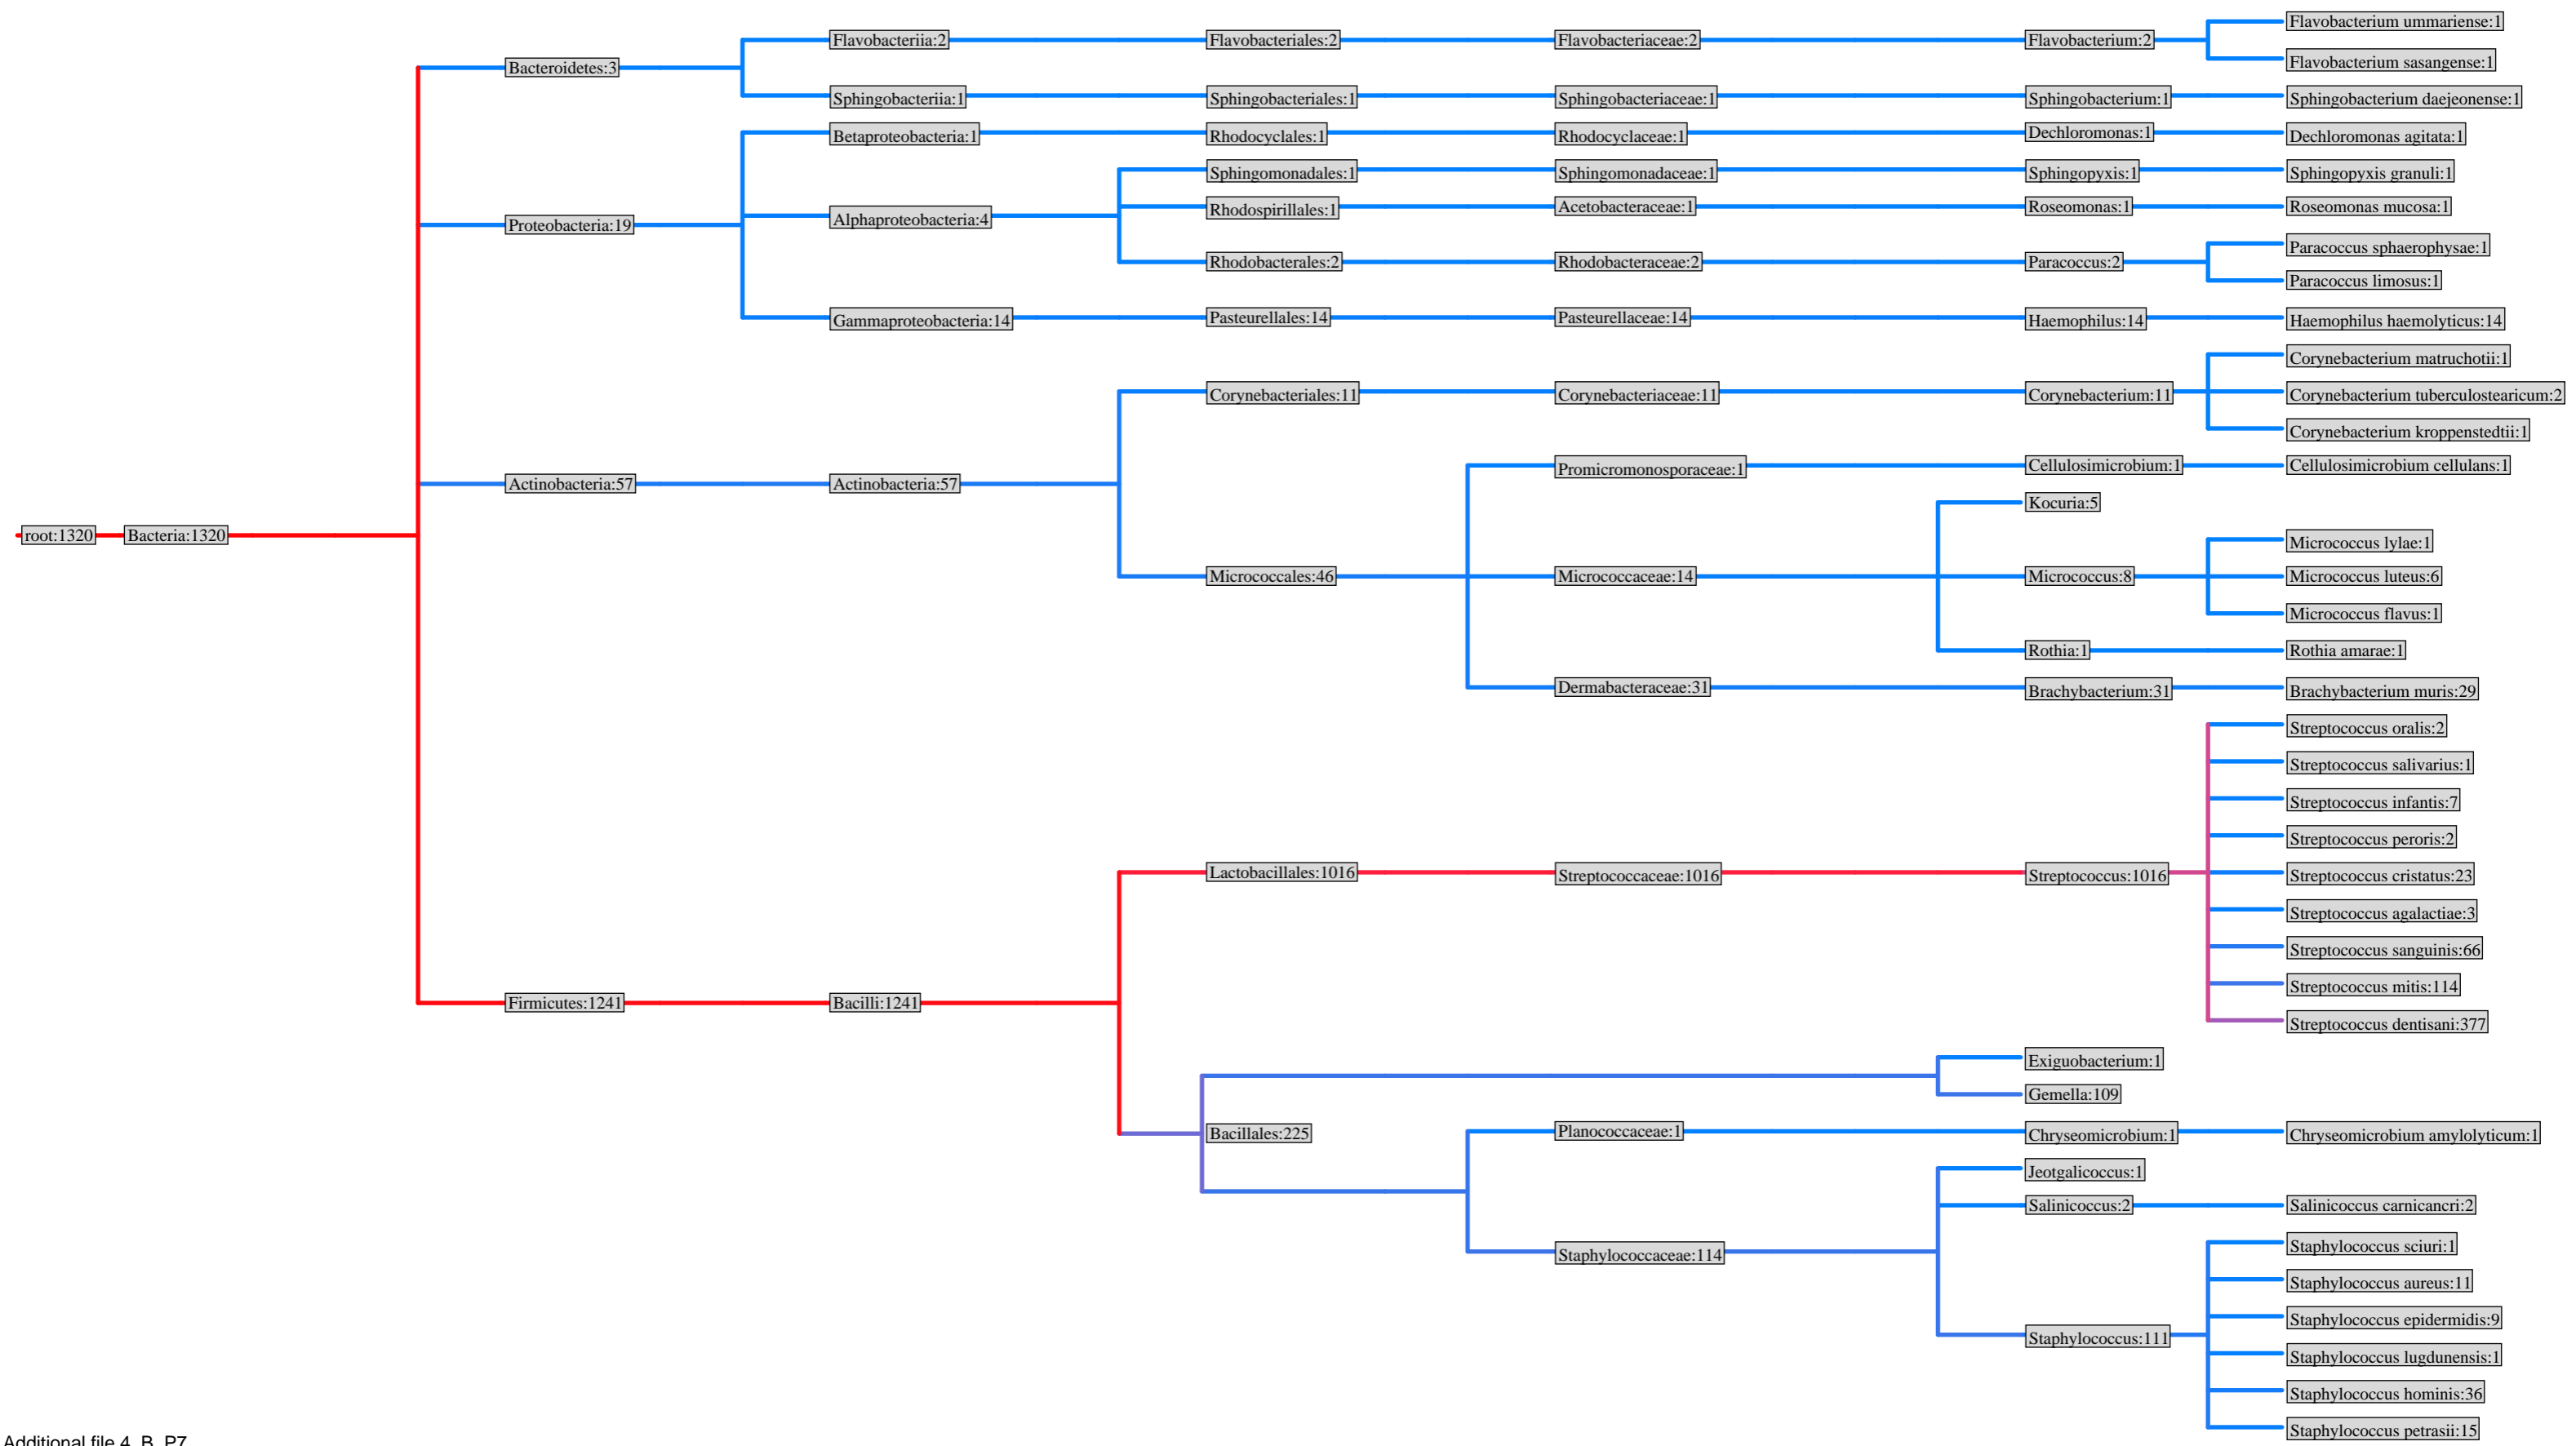 Flavobacterium ummariense:1
Flavobacteriia:2 Flavobacteriales:2 Flavobacteriaceae:2 Flavobacterium:2
Flavobacterium sasangense:1
Bacteroidetes:3
Sphingobacteriia:1 Sphingobacteriales:1 Sphingobacteriaceae:1 Sphingobacterium:1 Sphingobacterium daejeonense:1
Betaproteobacteria:1 Rhodocyclales:1 Rhodocyclaceae:1 Dechloromonas:1 Dechloromonas agitata:1
Sphingomonadales:1 Sphingomonadaceae:1 Sphingopyxis:1 Sphingopyxis granuli:1
Rhodospirillales:1 Acetobacteraceae:1 Roseomonas:1 Roseomonas mucosa:1
Proteobacteria:19 Alphaproteobacteria:4
Paracoccus sphaerophysae:1
Rhodobacterales:2 Rhodobacteraceae:2 Paracoccus:2
Paracoccus limosus:1
Gammaproteobacteria:14 Pasteurellales:14 Pasteurellaceae:14 Haemophilus:14 Haemophilus haemolyticus:14
Corynebacterium matruchotii:1
Corynebacteriales:11 Corynebacteriaceae:11 Corynebacterium:11 Corynebacterium tuberculostearicum:2
Corynebacterium kroppenstedtii:1
Promicromonosporaceae:1 Cellulosimicrobium:1 Cellulosimicrobium cellulans:1
Actinobacteria:57 Actinobacteria:57
Kocuria:5
root:1320 Bacteria:1320
Micrococcus lylae:1
Micrococcales:46 Micrococcaceae:14 Micrococcus:8 Micrococcus luteus:6
Micrococcus flavus:1
Rothia:1 Rothia amarae:1
Dermabacteraceae:31 Brachybacterium:31 Brachybacterium muris:29
Streptococcus oralis:2
Streptococcus salivarius:1
Streptococcus infantis:7
Streptococcus peroris:2
Lactobacillales:1016 Streptococcaceae:1016 Streptococcus:1016 Streptococcus cristatus:23
Streptococcus agalactiae:3
Streptococcus sanguinis:66
Streptococcus mitis:114
Firmicutes:1241 Bacilli:1241
Streptococcus dentisani:377
Exiguobacterium:1
Gemella:109
Bacillales:225 Planococcaceae:1 Chryseomicrobium:1 Chryseomicrobium amylolyticum:1
Jeotgalicoccus:1
Salinicoccus:2 Salinicoccus carnicancri:2
Staphylococcus sciuri:1
Staphylococcaceae:114
Staphylococcus aureus:11
Staphylococcus epidermidis:9
Staphylococcus:111
Staphylococcus lugdunensis:1
Staphylococcus hominis:36
Staphylococcus petrasii:15
Additional file 4, B, P7